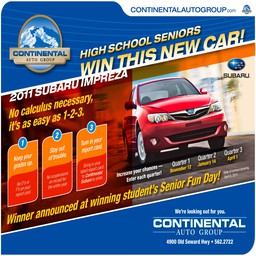 CONTINENTALAUTOGROUP.com
CONTINENTAL
AUTO GROUP
HIGH SCHOOL SENIORS
WIN THIS NEW CAR!
2011 SUBARU IMPREZA
SUBARU
No calculus necessary,
it's as easy as 1-2-3.
1
Keep your
grades up.
2
Stay out
of trouble.
3
Turn in
your
report card.
Increase your chances —
Enter each quarter!
Quarter 1
November 12
Quarter 2
January 14
Quarter 3
April 1
Winner announced at winning student's Senior Fun Day!
We're looking out for you.
CONTINENTAL
AUTO GROUP
4900 Old Seward Hwy • 562.2722